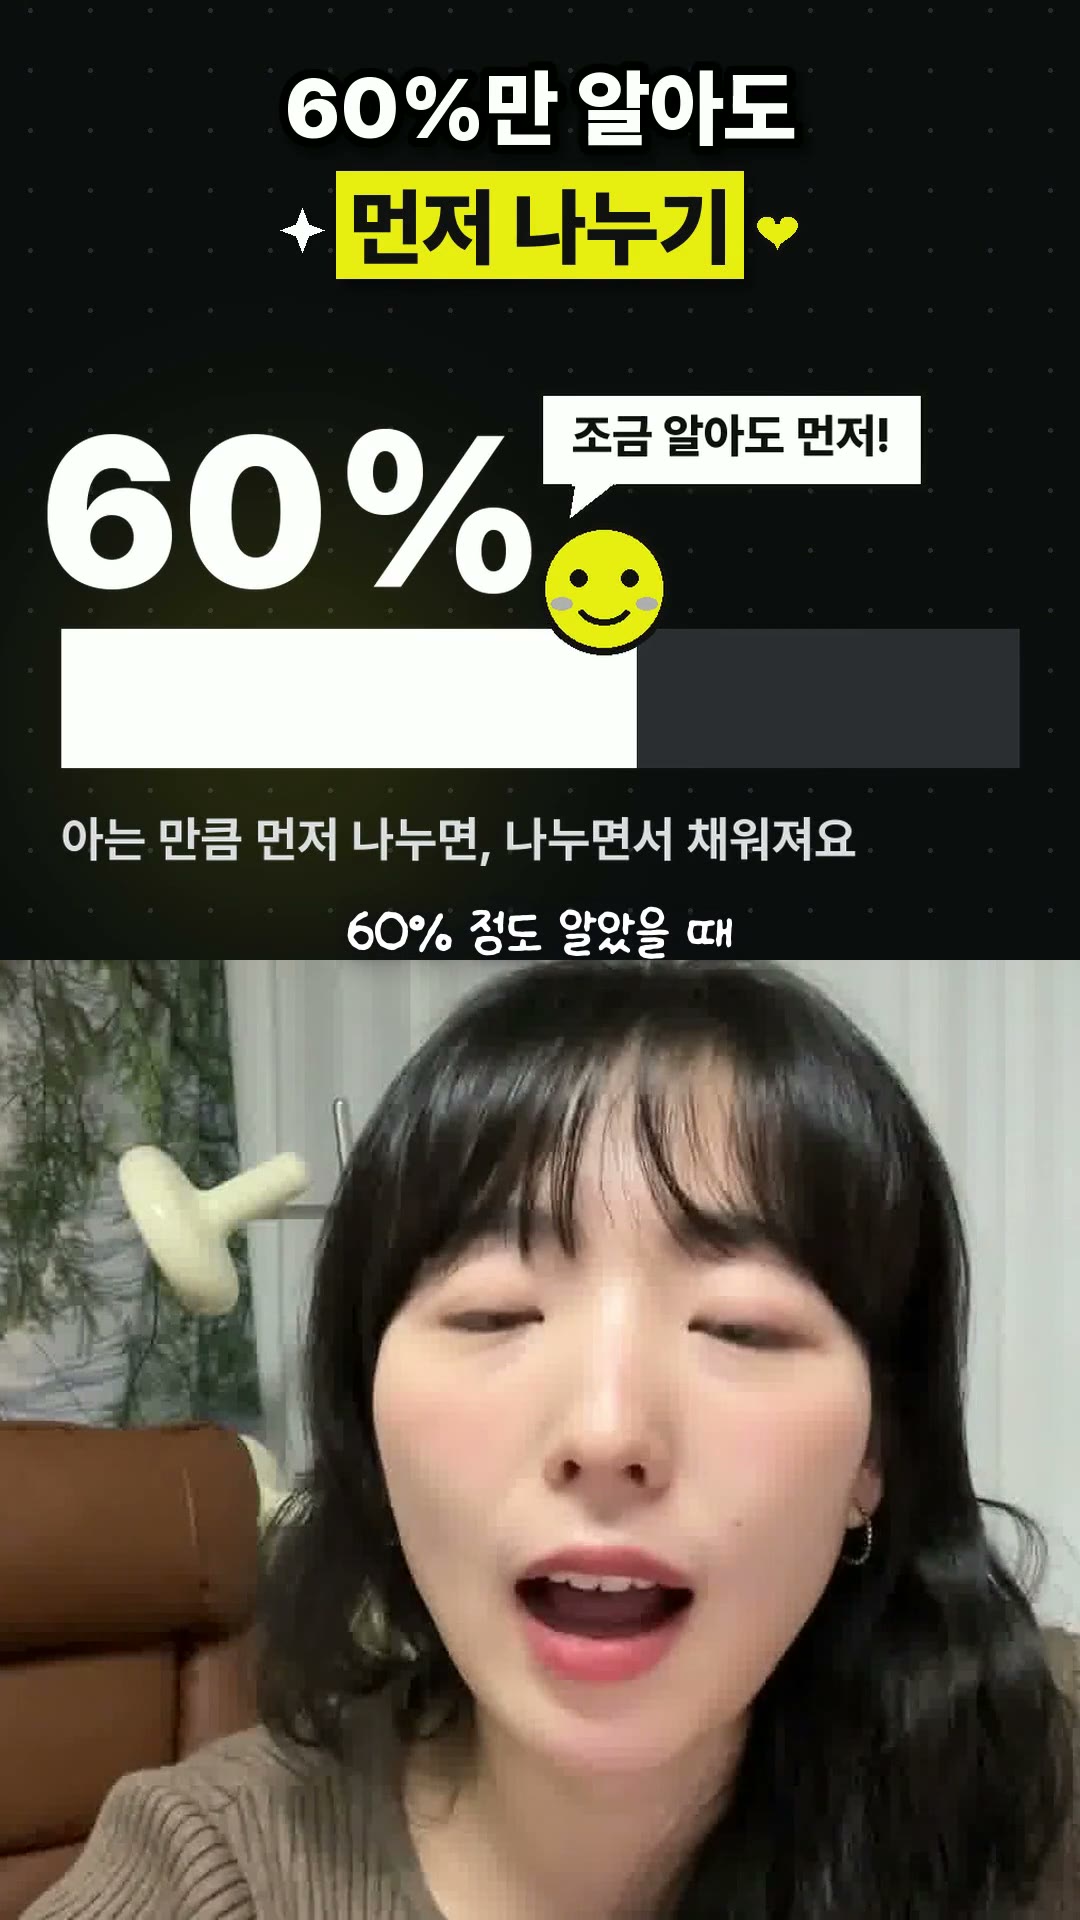 60%만 알아도
먼저 나누기
조금 알아도 먼저!
60%
아는 만큼 먼저 나누면, 나누면서 채워져요
60% 정도 알았을 때